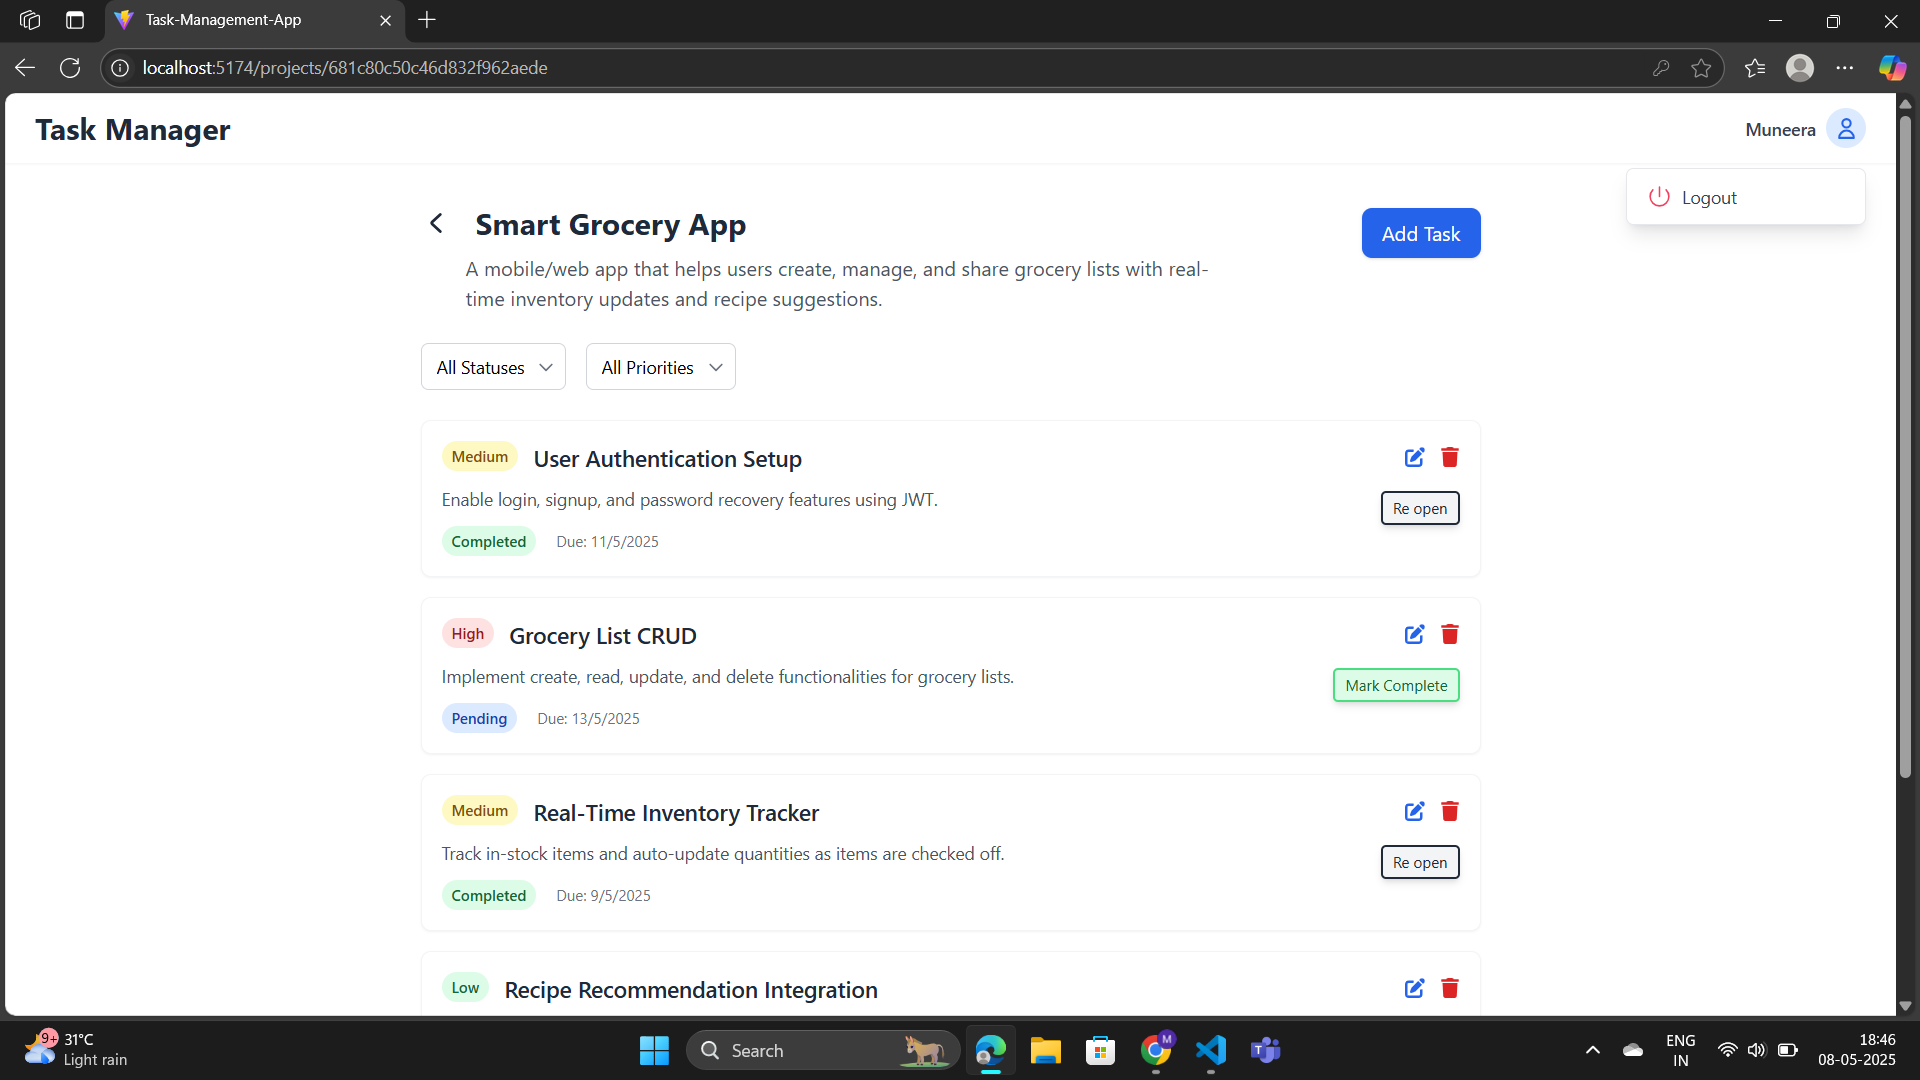 Task-Management-App
localhost:5174/projects/681c80c50c46d832f962aede
Task Manager
Muneera
Logout
Smart Grocery App
Add Task
A mobile/web app that helps users create, manage, and share grocery lists with real-
time inventory updates and recipe suggestions.
All Statuses
All Priorities
Medium
User Authentication Setup
Enable login, signup, and password recovery features using JWT.
Re open
Completed
Due: 11/5/2025
High
Grocery List CRUD
Implement create, read, update, and delete functionalities for grocery lists.
Mark Complete
Pending
Due: 13/5/2025
Medium
Real-Time Inventory Tracker
Track in-stock items and auto-update quantities as items are checked off.
Re open
Completed
Due: 9/5/2025
Low
Recipe Recommendation Integration
9+
31°C
Light rain
Search
M
T
ENG
IN
18:46
08-05-2025